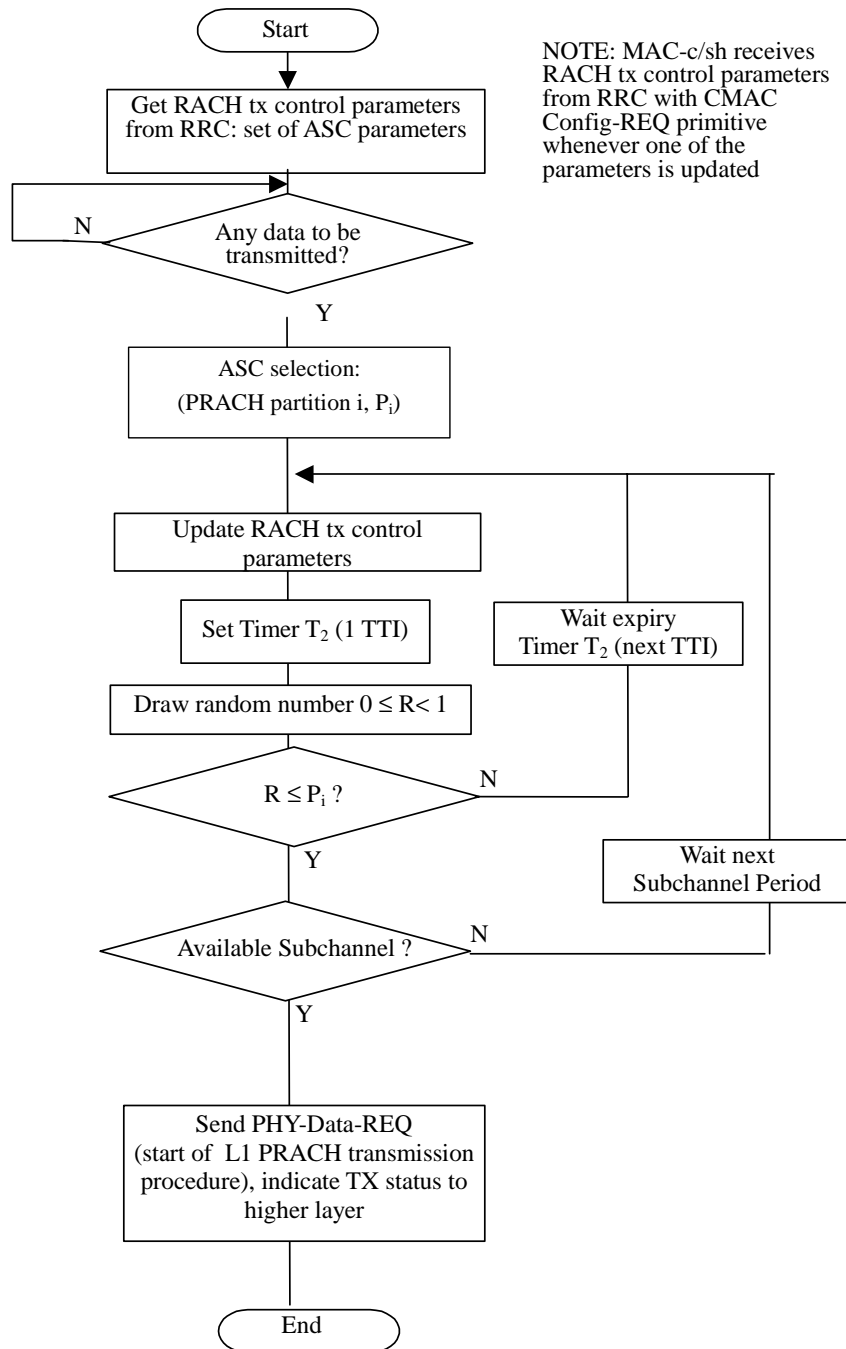 Start
NOTE: MAC-c/sh receives
RACH tx control parameters
from RRC with CMAC
Config-REQ primitive
whenever one of the
parameters is updated
Get RACH tx control parameters
from RRC: set of ASC parameters
N
Any data to be
transmitted?
Y
ASC selection:
(PRACH partition i, Pi)
Update RACH tx control
parameters
Set Timer T2 (1 TTI)
Wait expiry
Timer T2 (next TTI)
Draw random number 0 ≤ R< 1
R ≤ Pi ?
N
Y
Wait next
Subchannel Period
Available Subchannel ?
N
Y
Send PHY-Data-REQ
(start of L1 PRACH transmission
procedure), indicate TX status to
higher layer
End